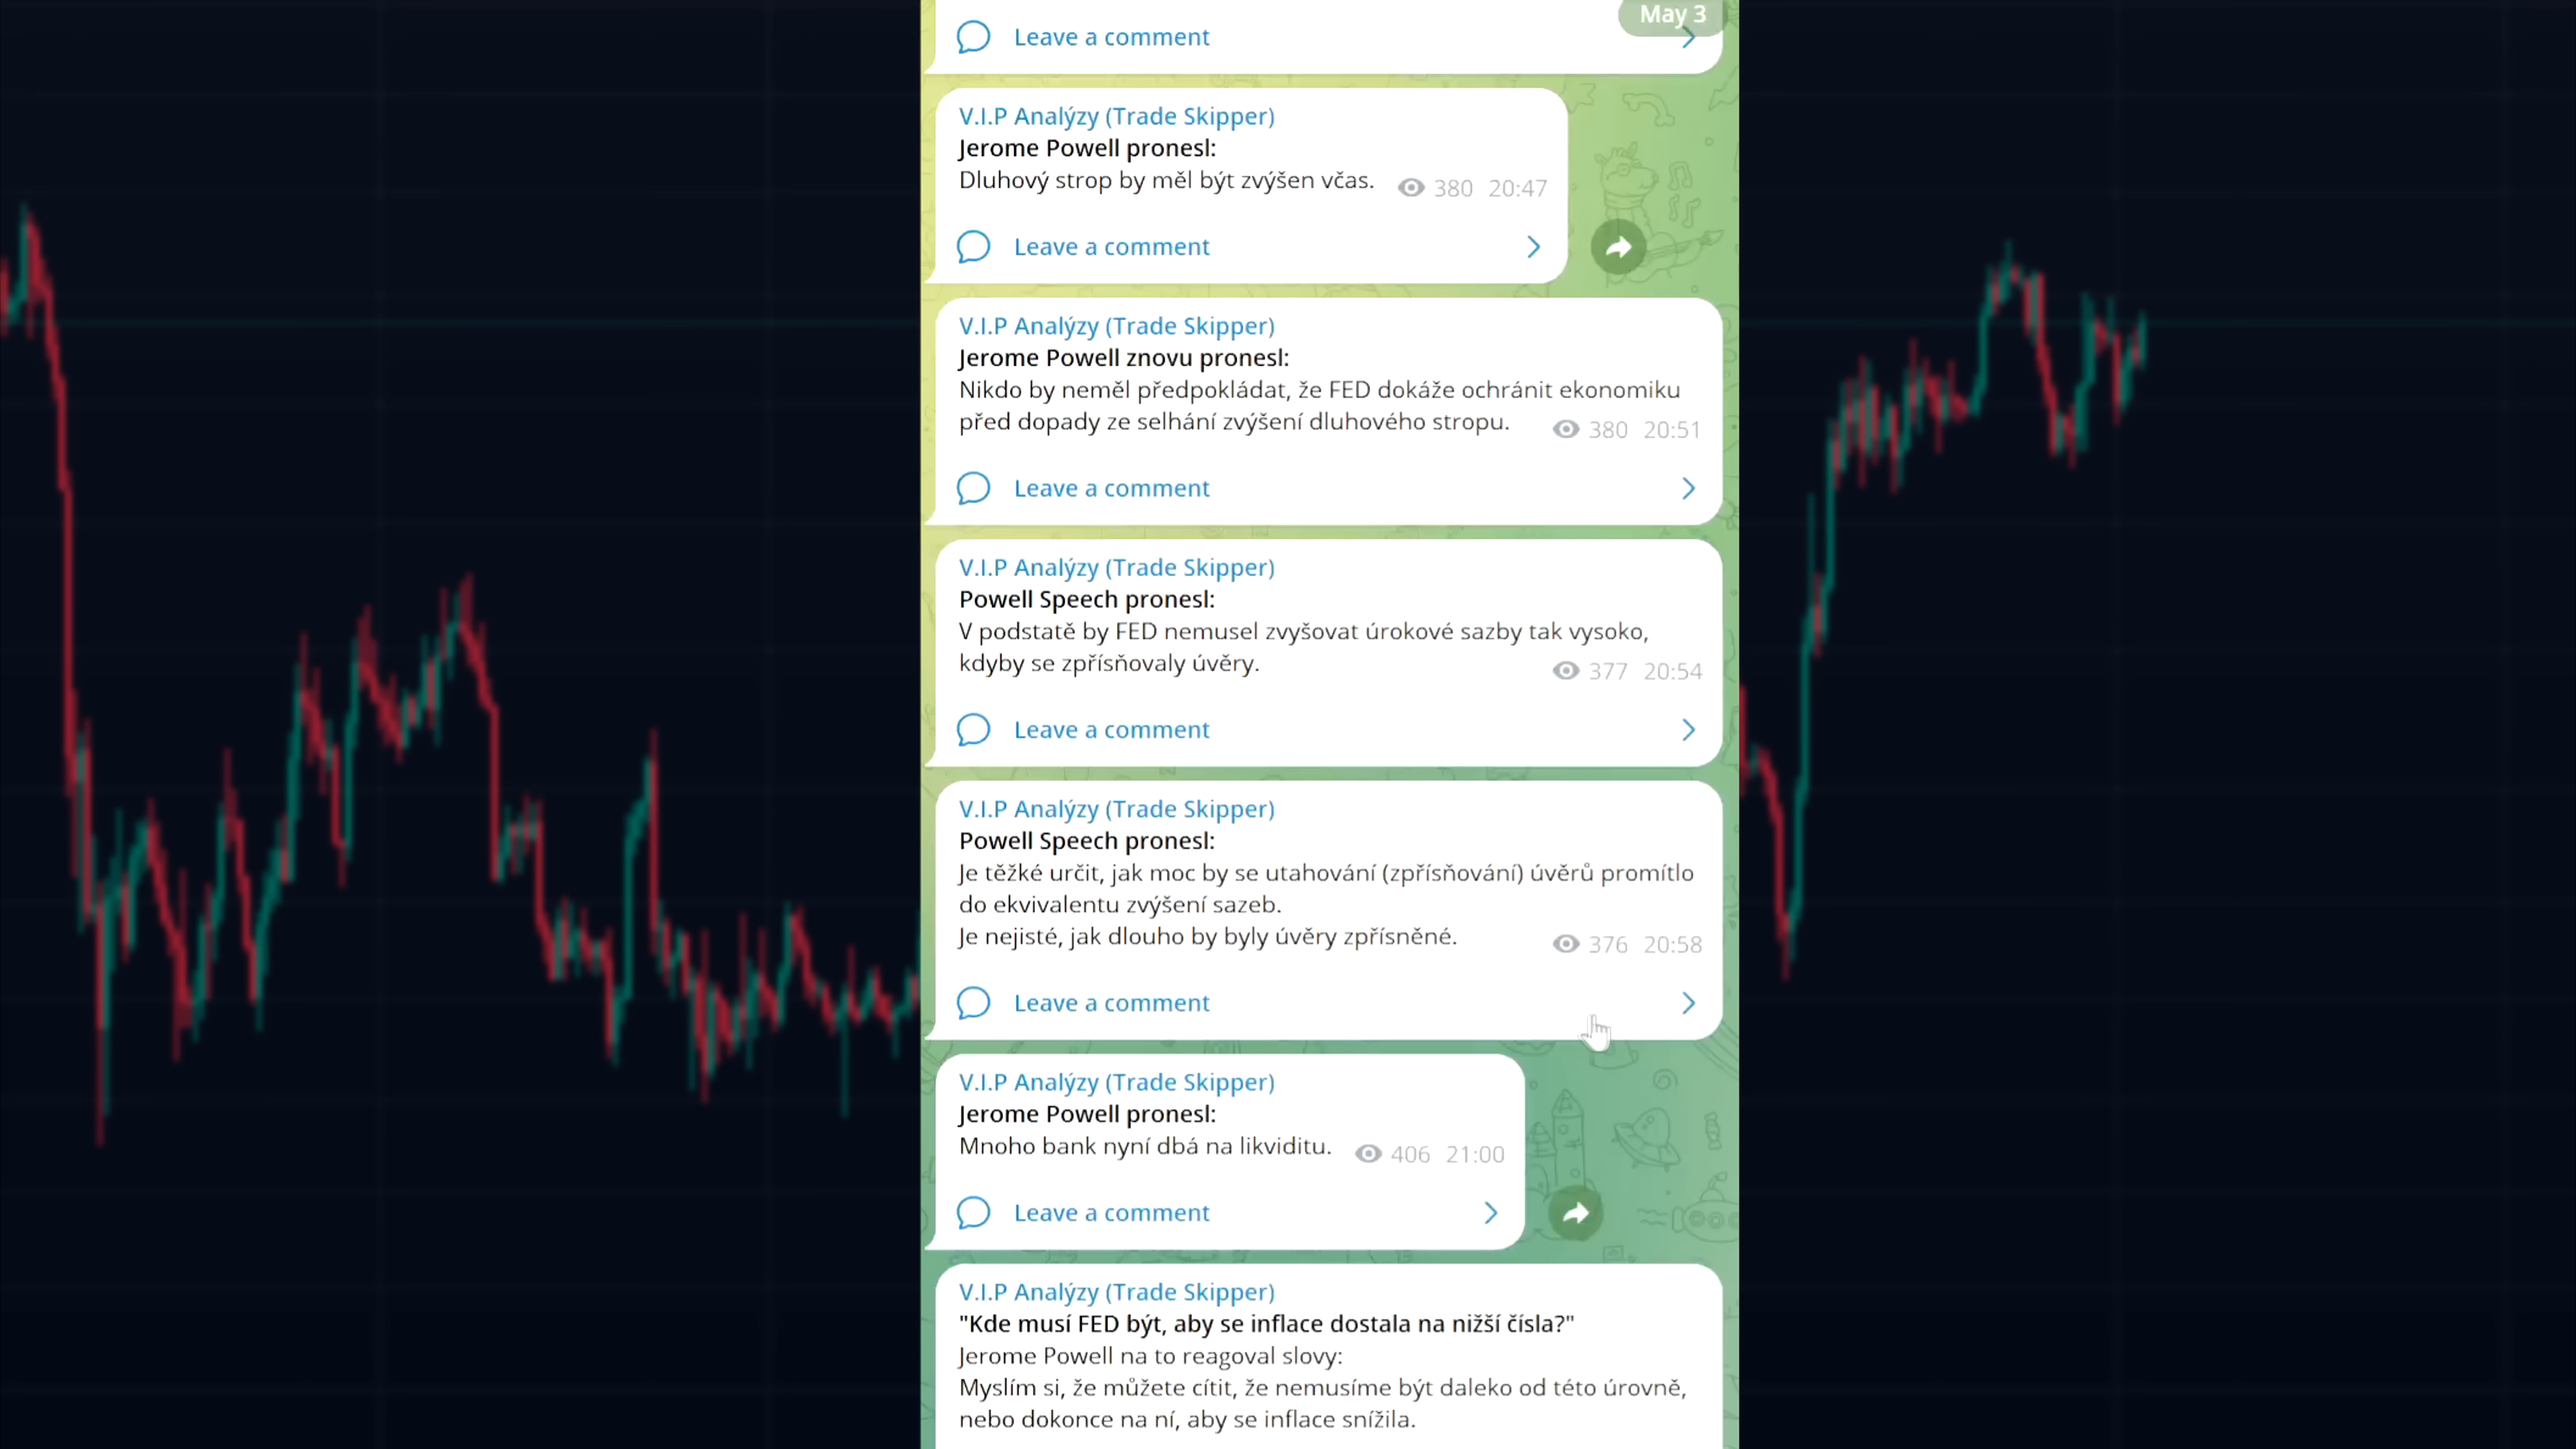 May 3
Leave a comment
V.I.P Analýzy (Trade Skipper)
Jerome Powell pronesl:
Dluhový strop by měl být zvýšen včas.
380 20:47
Leave a comment
V.I.P Analýzy (Trade Skipper)
Jerome Powell znovu pronesl:
Nikdo by neměl předpokládat, že FED dokáže ochránit ekonomiku
před dopady ze selhání zvýšení dluhového stropu.
380 20:51
Leave a comment
V.I.P Analýzy (Trade Skipper)
Powell Speech pronesl:
V podstatě by FED nemusel zvyšovat úrokové sazby tak vysoko,
kdyby se zpřísňovaly úvěry.
377 20:54
Leave a comment
V.I.P Analýzy (Trade Skipper)
Powell Speech pronesl:
Je těžké určit, jak moc by se utahování (zpřísňování) úvěrů promítlo
do ekvivalentu zvýšení sazeb.
Je nejisté, jak dlouho by byly úvěry zpřísněné.
376 20:58
Leave a comment
V.I.P Analýzy (Trade Skipper)
Jerome Powell pronesl:
Mnoho bank nyní dbá na likviditu.
406 21:00
Leave a comment
V.I.P Analýzy (Trade Skipper)
"Kde musí FED být, aby se inflace dostala na nižší čísla?"
Jerome Powell na to reagoval slovy:
Myslím si, že můžete cítit, že nemusíme být daleko od této úrovně,
nebo dokonce na ní, aby se inflace snížila.